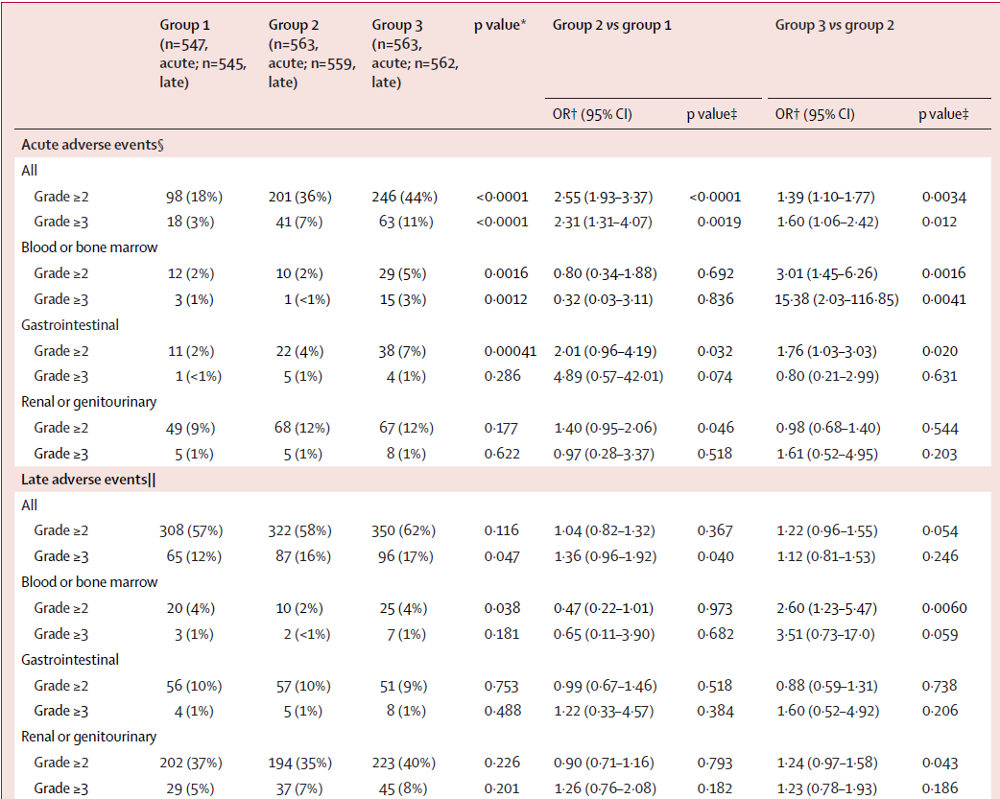 Group 1 Group 2 Group 3 p value* Group 2 vs group 1 Group 3 vs group 2
(n=547, (n=563, (n=563,
acute; n=545, acute; n=559, acute; n=562,
late) late) late)
OR† (95% CI) p value‡ OR† (95% CI) p value‡
Acute adverse events§
All
Grade ≥2 98 (18%) 201 (36%) 246 (44%) <0·0001 2·55 (1·93–3·37) <0·0001 1·39 (1·10–1·77) 0·0034
Grade ≥3 18 (3%) 41 (7%) 63 (11%) <0·0001 2·31 (1·31–4·07) 0·0019 1·60 (1·06–2·42) 0·012
Blood or bone marrow
Grade ≥2 12 (2%) 10 (2%) 29 (5%) 0·0016 0·80 (0·34–1·88) 0·692 3·01 (1·45–6·26) 0·0016
Grade ≥3 3 (1%) 1 (<1%) 15 (3%) 0·0012 0·32 (0·03–3·11) 0·836 15·38 (2·03–116·85) 0·0041
Gastrointestinal
Grade ≥2 11 (2%) 22 (4%) 38 (7%) 0·00041 2·01 (0·96–4·19) 0·032 1·76 (1·03–3·03) 0·020
Grade ≥3 1 (<1%) 5 (1%) 4 (1%) 0·286 4·89 (0·57–42·01) 0·074 0·80 (0·21–2·99) 0·631
Renal or genitourinary
Grade ≥2 49 (9%) 68 (12%) 67 (12%) 0·177 1·40 (0·95–2·06) 0·046 0·98 (0·68–1·40) 0·544
Grade ≥3 5 (1%) 5 (1%) 8 (1%) 0·622 0·97 (0·28–3·37) 0·518 1·61 (0·52–4·95) 0·203
Late adverse events||
All
Grade ≥2 308 (57%) 322 (58%) 350 (62%) 0·116 1·04 (0·82–1·32) 0·367 1·22 (0·96–1·55) 0·054
Grade ≥3 65 (12%) 87 (16%) 96 (17%) 0·047 1·36 (0·96–1·92) 0·040 1·12 (0·81–1·53) 0·246
Blood or bone marrow
Grade ≥2 20 (4%) 10 (2%) 25 (4%) 0·038 0·47 (0·22–1·01) 0·973 2·60 (1·23–5·47) 0·0060
Grade ≥3 3 (1%) 2 (<1%) 7 (1%) 0·181 0·65 (0·11–3·90) 0·682 3·51 (0·73–17·0) 0·059
Gastrointestinal
Grade ≥2 56 (10%) 57 (10%) 51 (9%) 0·753 0·99 (0·67–1·46) 0·518 0·88 (0·59–1·31) 0·738
Grade ≥3 4 (1%) 5 (1%) 8 (1%) 0·488 1·22 (0·33–4·57) 0·384 1·60 (0·52–4·92) 0·206
Renal or genitourinary
Grade ≥2 202 (37%) 194 (35%) 223 (40%) 0·226 0·90 (0·71–1·16) 0·793 1·24 (0·97–1·58) 0·043
Grade ≥3 29 (5%) 37 (7%) 45 (8%) 0·201 1·26 (0·76–2·08) 0·182 1·23 (0·78–1·93) 0·186